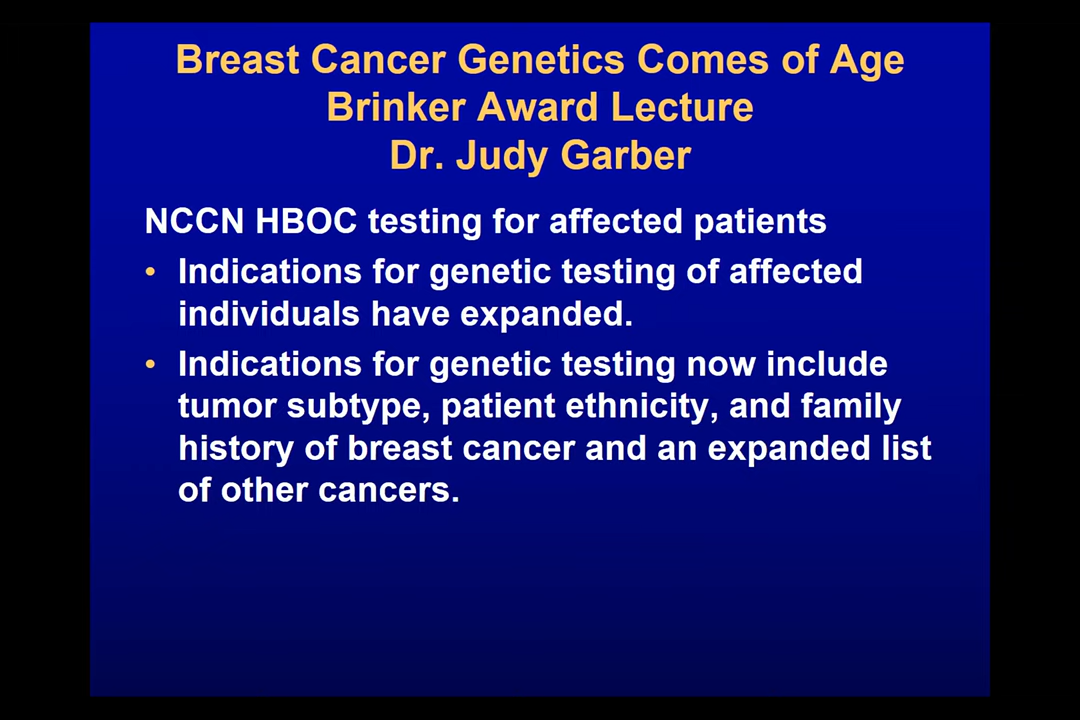 Breast Cancer Genetics Comes of Age
Brinker Award Lecture
Dr. Judy Garber
NCCN HBOC testing for affected patients
• Indications for genetic testing of affected
individuals have expanded.
• Indications for genetic testing now include
tumor subtype, patient ethnicity, and family
history of breast cancer and an expanded list
of other cancers.